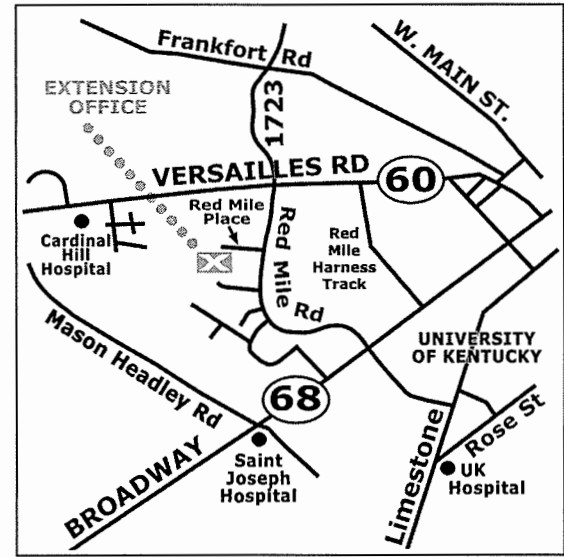 Frankfort Rd
W. MAIN ST.
EXTENSION
OFFICE
1723
VERSAILLES RD
60
Red Mile
Place
Cardinal
Hill
Hospital
X
Red Mile Rd
Red
Mile
Harness
Track
Mason Headley Rd
UNIVERSITY
OF KENTUCKY
68
BROADWAY
Saint
Joseph
Hospital
Limestone
Rose St
UK
Hospital